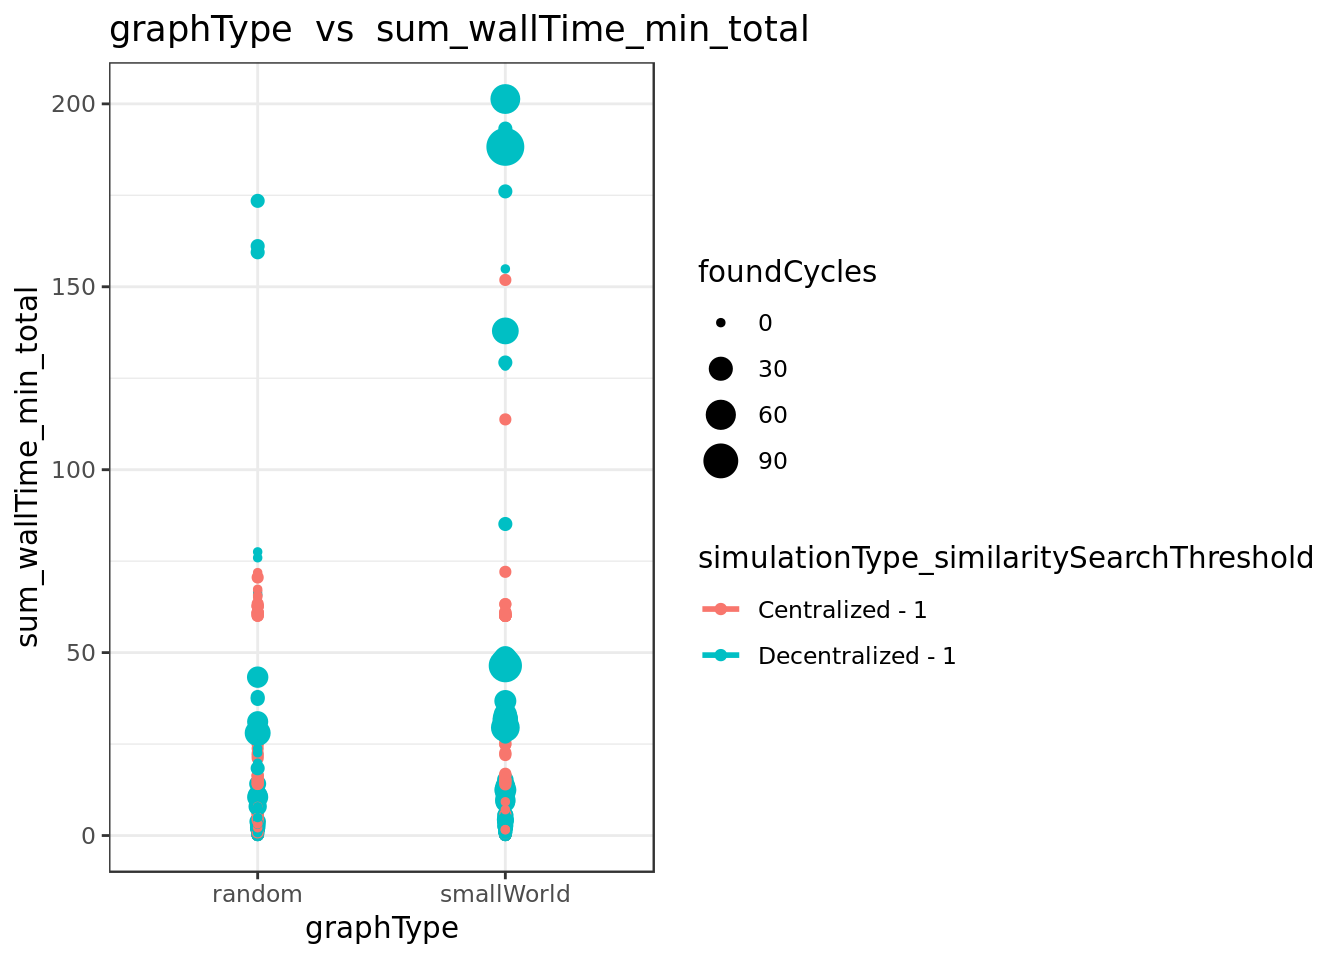 graphType  vs  sum_wallTime_min_total
sum_wallTime_min_total
200
150
100
50
0
random
smallWorld
graphType
foundCycles
0
30
60
90
simulationType_similaritySearchThreshold
Centralized - 1
Decentralized - 1